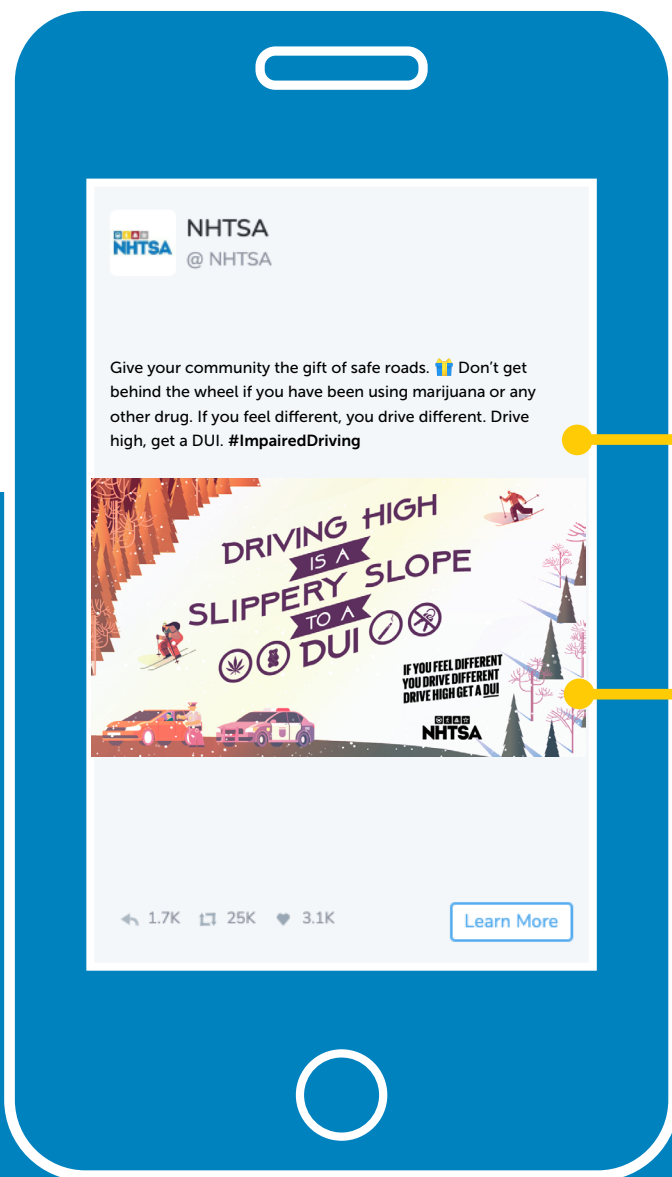 NHTSA
NHTSA
@ NHTSA
Give your community the gift of safe roads. 🎁 Don’t get
behind the wheel if you have been using marijuana or any
other drug. If you feel different, you drive different. Drive
high, get a DUI. #ImpairedDriving
DRIVING HIGH
IS A
SLIPPERY SLOPE
TO A
DUI
IF YOU FEEL DIFFERENT
YOU DRIVE DIFFERENT
DRIVE HIGH GET A DUI
NHTSA
1.7K 25K 3.1K
Learn More